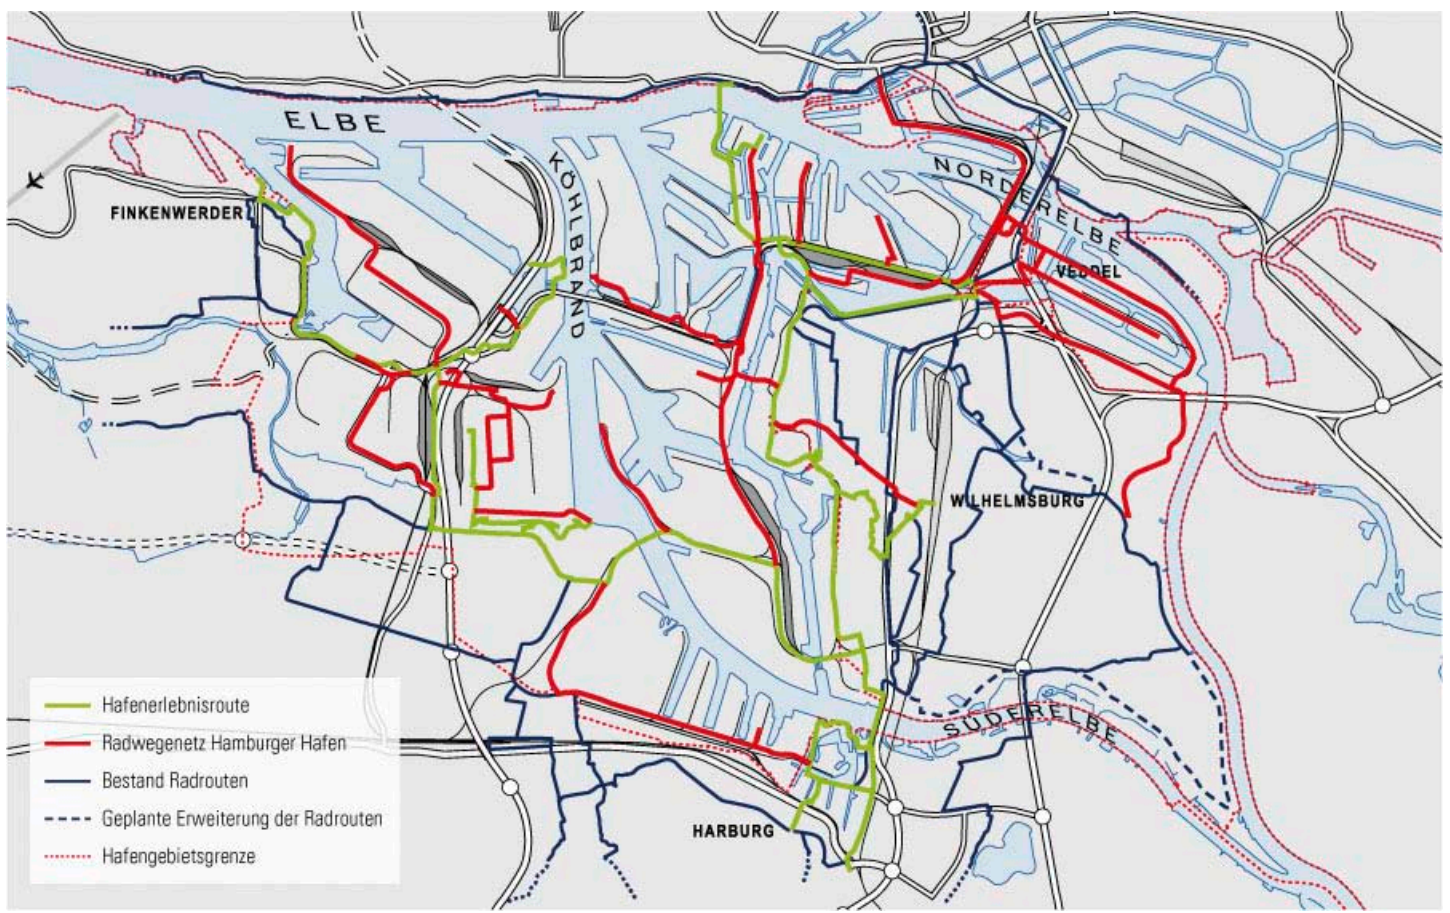 ELBE
KÖHLBRAND
NORDERELBE
FINKENWERDER
VEDDEL
WILHELMSBURG
SÜDERELBE
HARBURG
Hafenerlebnisroute
Radwegenetz Hamburger Hafen
Bestand Radrouten
Geplante Erweiterung der Radrouten
Hafengebietsgrenze